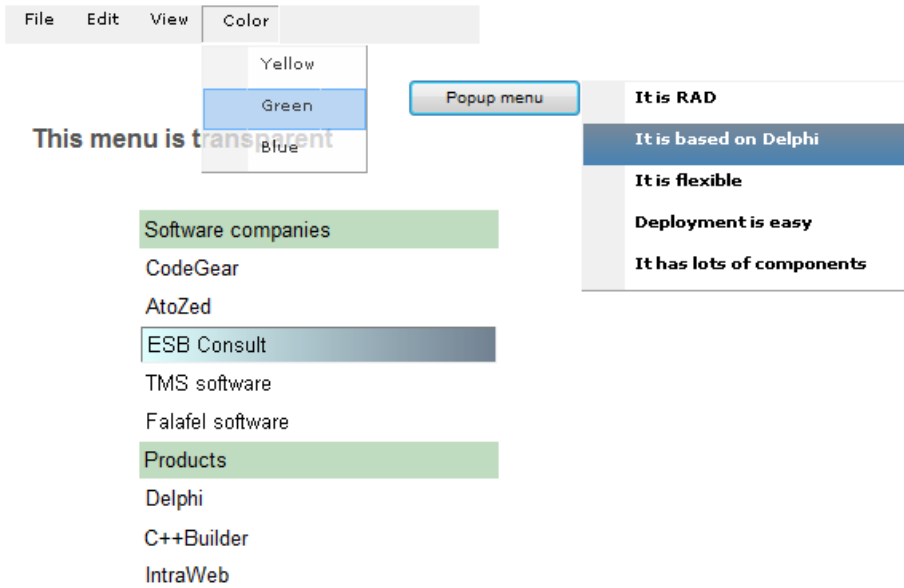 File Edit View Color
Yellow
Green
Blue
This menu is transparent
Popup menu
It is RAD
It is based on Delphi
It is flexible
Deployment is easy
It has lots of components
Software companies
CodeGear
AtoZed
ESB Consult
TMS software
Falafel software
Products
Delphi
C++Builder
IntraWeb